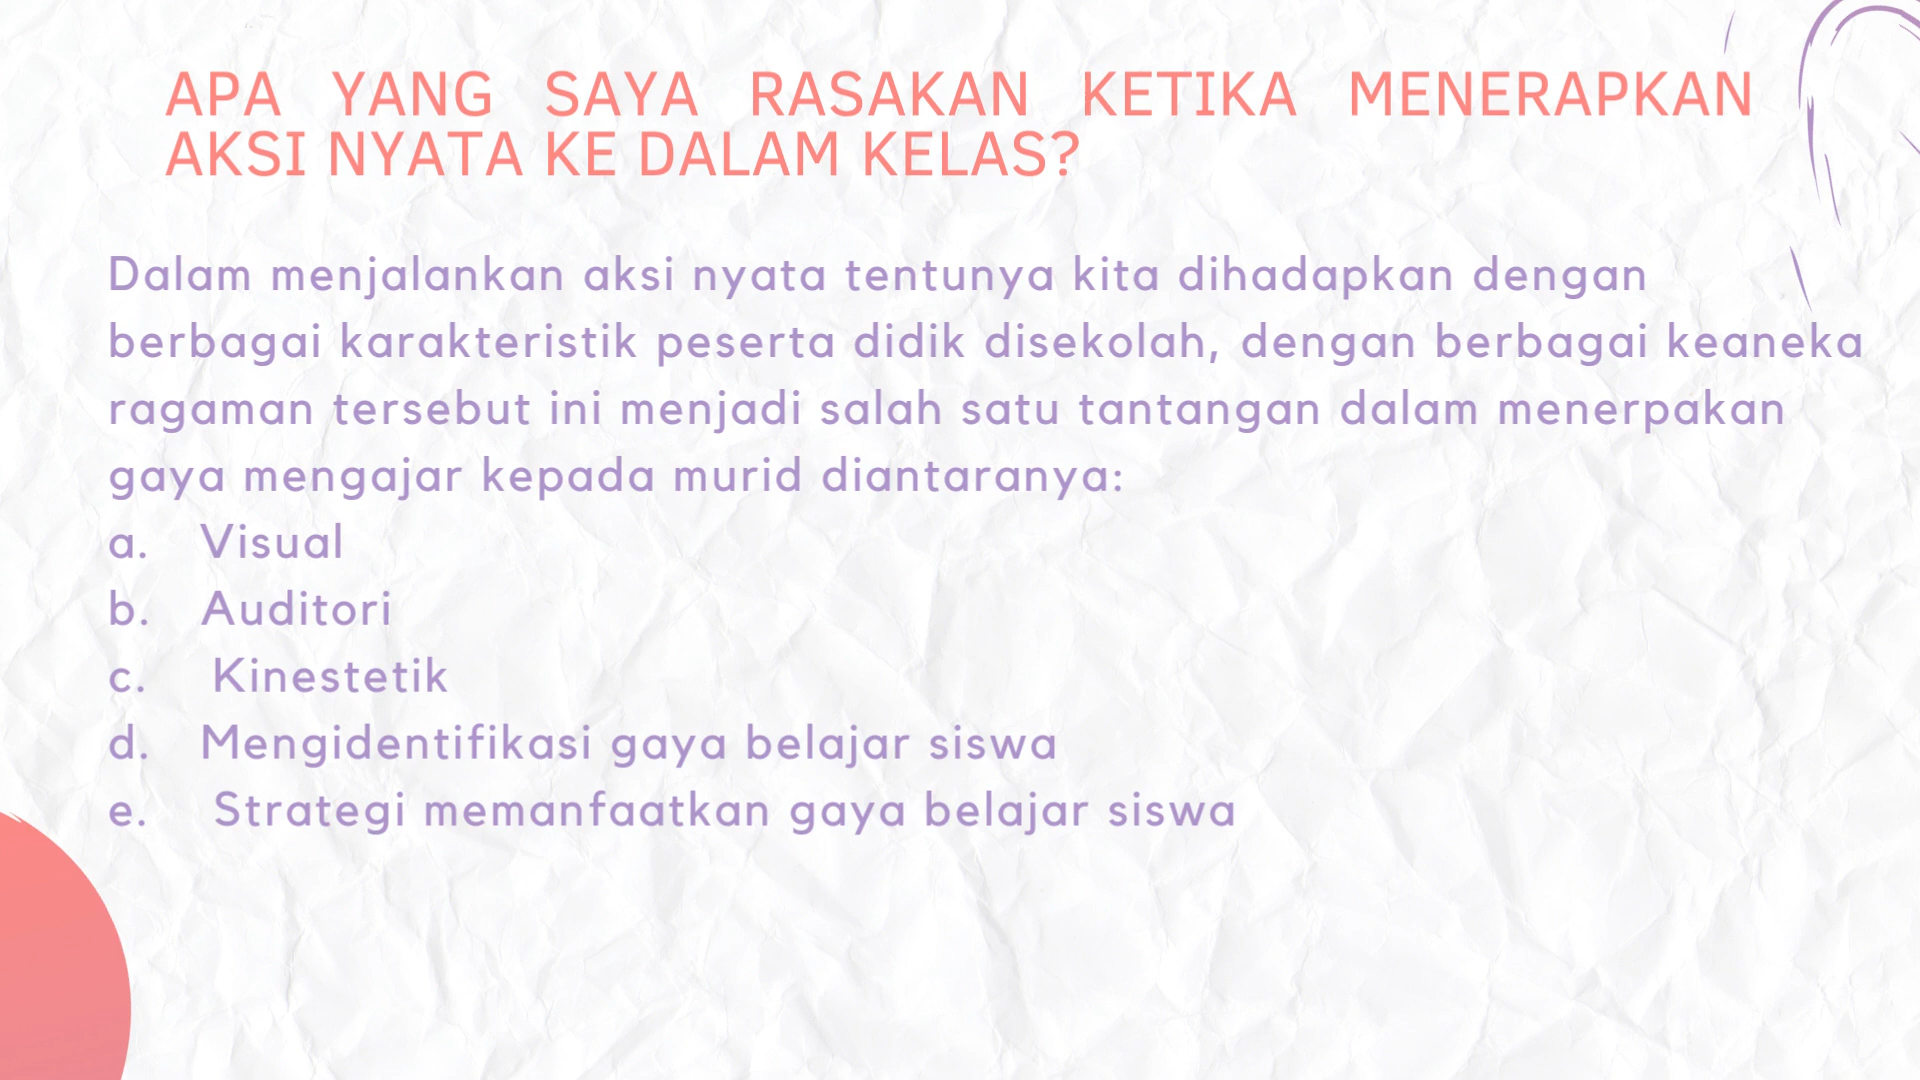 APA YANG SAYA RASAKAN KETIKA MENERAPKAN
AKSI NYATA KE DALAM KELAS?
Dalam menjalankan aksi nyata tentunya kita dihadapkan dengan
berbagai karakteristik peserta didik disekolah, dengan berbagai keaneka
ragaman tersebut ini menjadi salah satu tantangan dalam menerpakan
gaya mengajar kepada murid diantaranya:
a. Visual
b. Auditori
c. Kinestetik
d. Mengidentifikasi gaya belajar siswa
e. Strategi memanfaatkan gaya belajar siswa